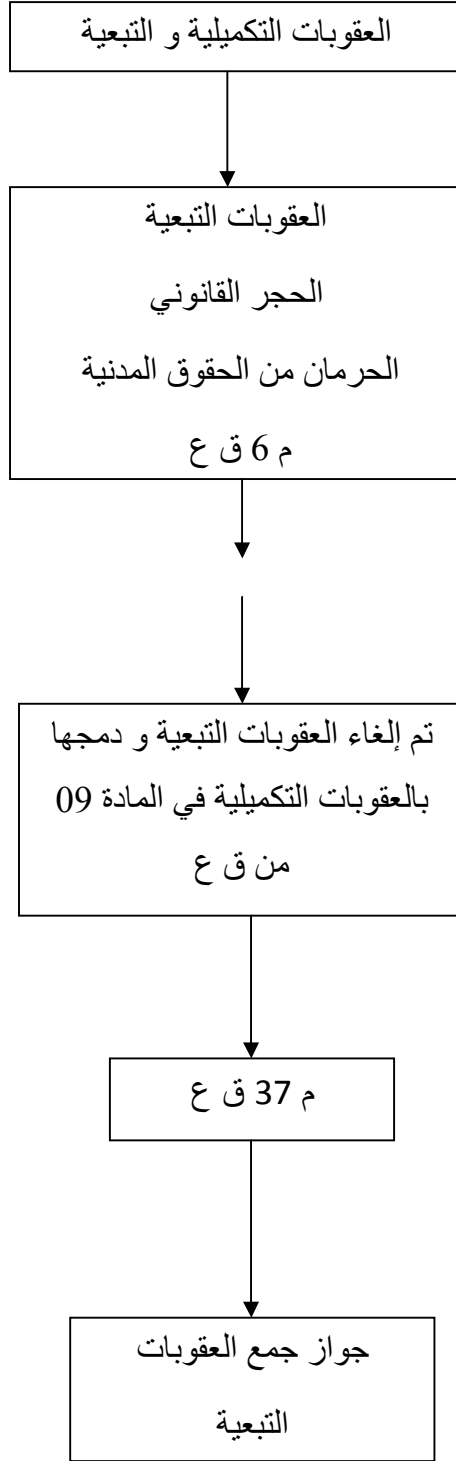 العقوبات التكميلية و التبعية
العقوبات التبعية
الحجر القانوني
الحرمان من الحقوق المدنية
م 6 ق ع
تم إلغاء العقوبات التبعية و دمجها
بالعقوبات التكميلية في المادة 09
من ق ع
م 37 ق ع
جواز جمع العقوبات
التبعية